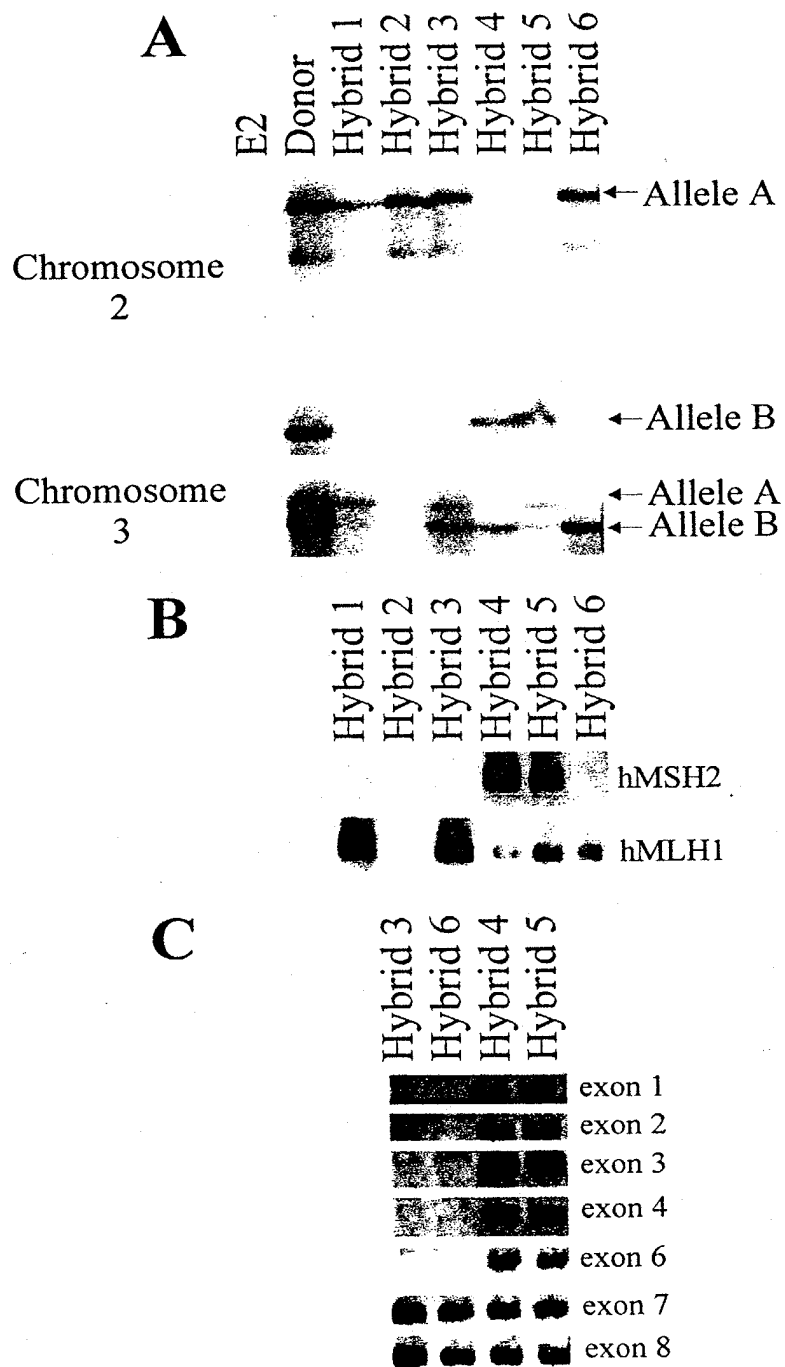 A
E2
Donor
Hybrid 1
Hybrid 2
Hybrid 3
Hybrid 4
Hybrid 5
Hybrid 6
Allele A
Chromosome
2
Allele B
Chromosome
3
Allele A
Allele B
B
Hybrid 1
Hybrid 2
Hybrid 3
Hybrid 4
Hybrid 5
Hybrid 6
hMSH2
hMLH1
C
Hybrid 3
Hybrid 6
Hybrid 4
Hybrid 5
exon 1
exon 2
exon 3
exon 4
exon 6
exon 7
exon 8